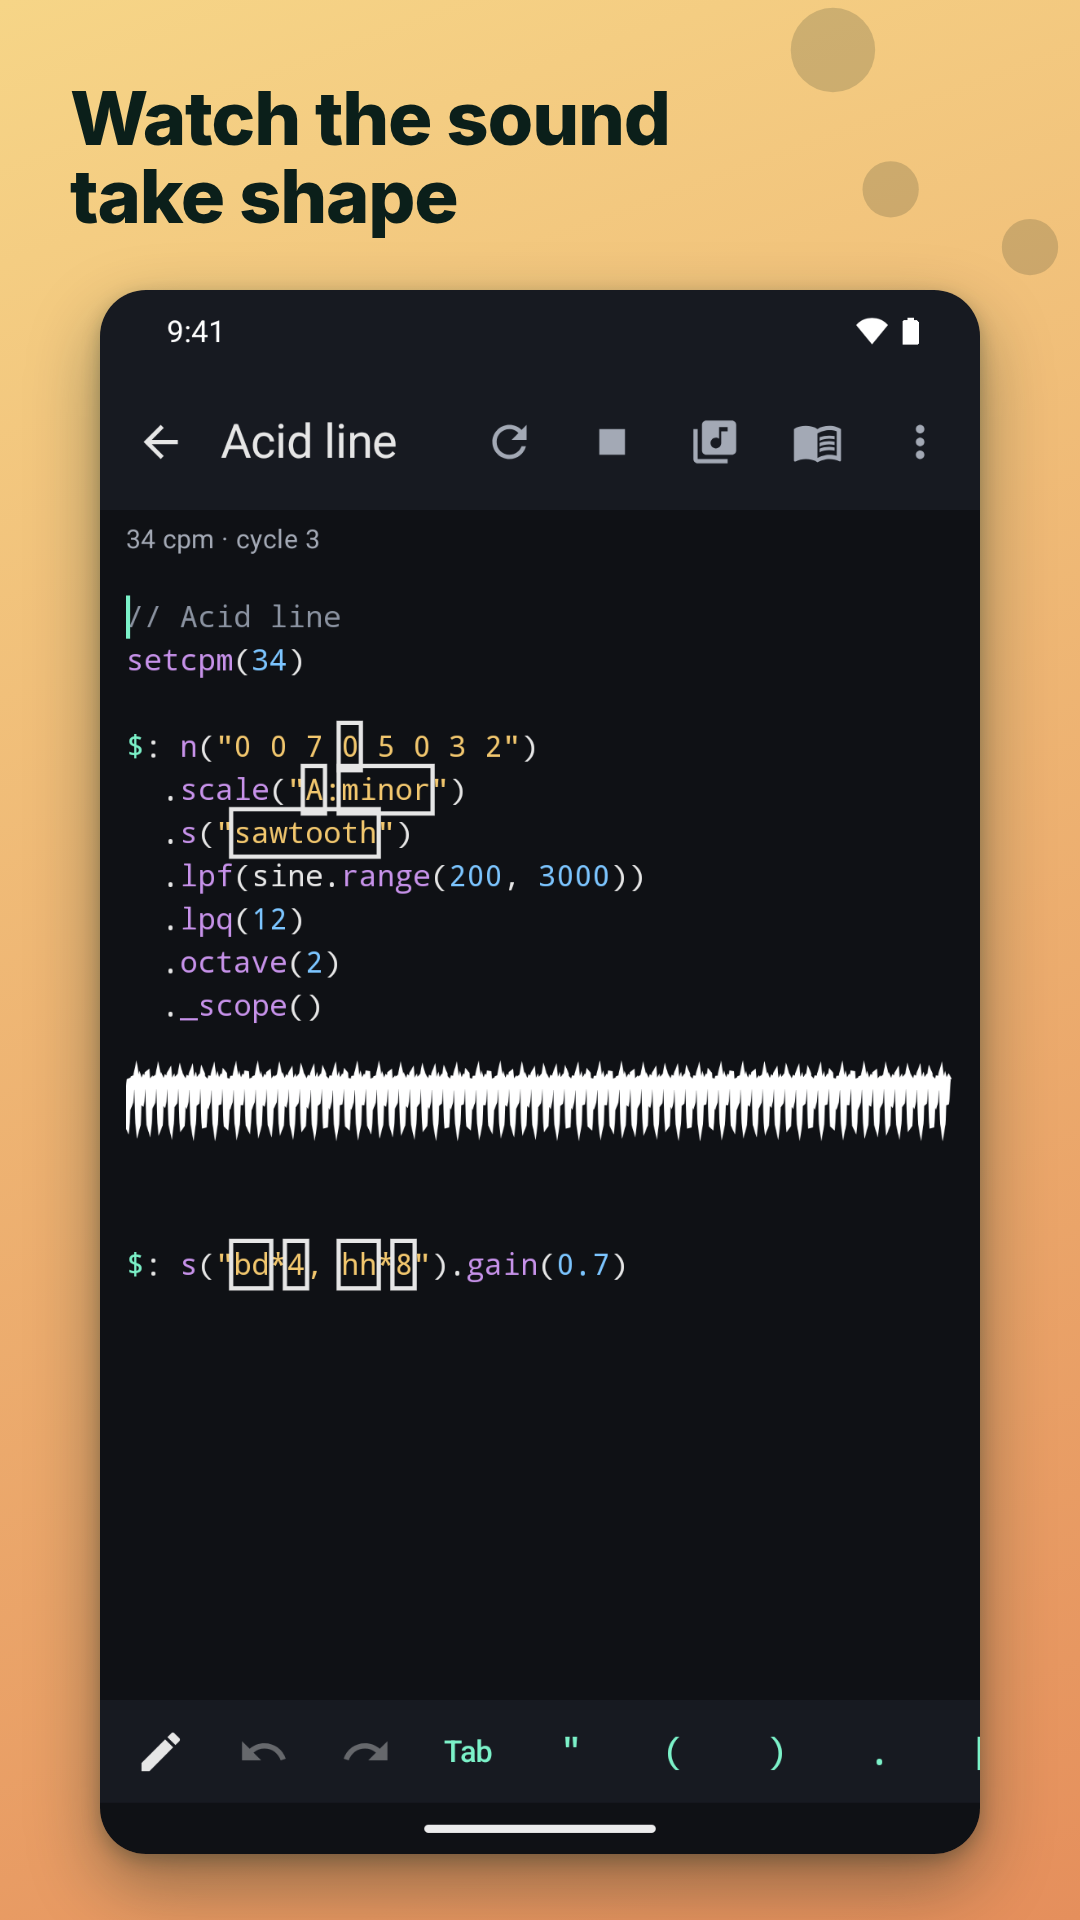 Watch the sound
take shape
9:41
Acid line
34 cpm · cycle 3
// Acid line
setcpm(34)
$: n("0 0 7 0 5 0 3 2")
  .scale("A:minor")
  .s("sawtooth")
  .lpf(sine.range(200, 3000))
  .lpq(12)
  .octave(2)
  ._scope()
$: s("bd*4, hh*8").gain(0.7)
Tab " ( ) .